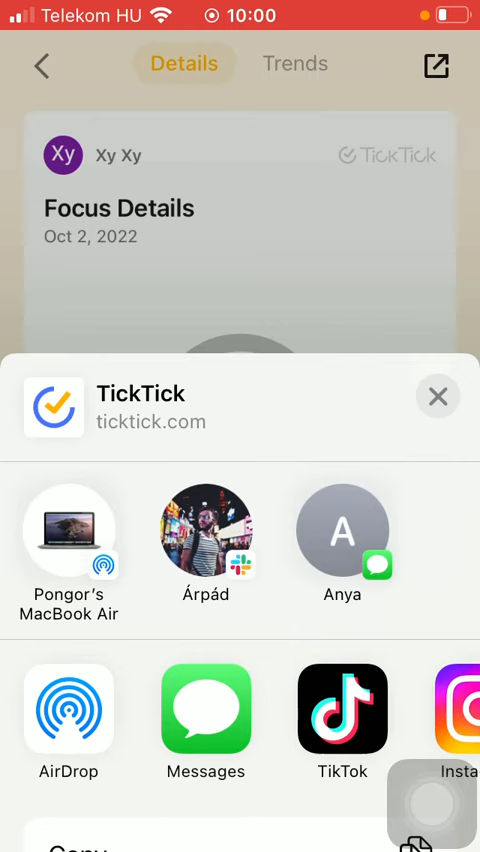 Telekom HU 10:00
Details Trends
Xy Xy Xy TickTick
Focus Details
Oct 2, 2022
TickTick
ticktick.com
A
Pongor's MacBook Air
Árpád
Anya
AirDrop Messages TikTok Insta
Copy